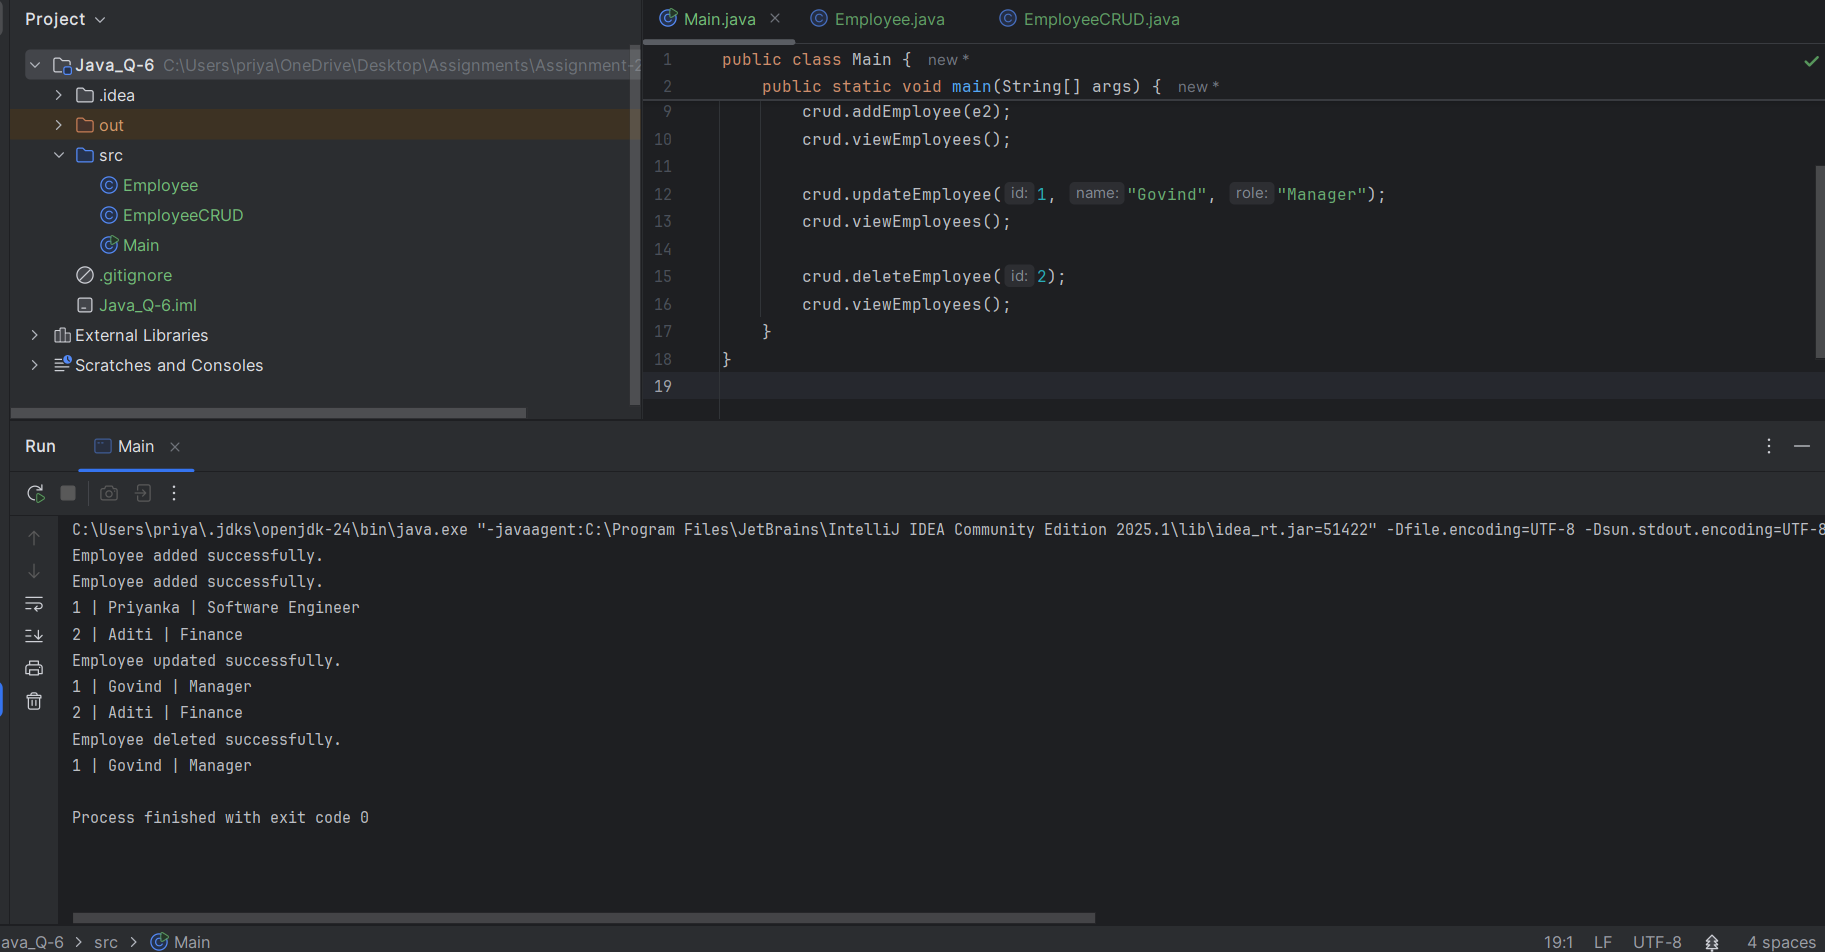 Project
Java_Q-6 C:\Users\priya\OneDrive\Desktop\Assignments\Assignment-2
.idea
out
src
Employee
EmployeeCRUD
Main
.gitignore
Java_Q-6.iml
External Libraries
Scratches and Consoles
Main.java Employee.java EmployeeCRUD.java
1 public class Main { new *
2 public static void main(String[] args) { new *
9 crud.addEmployee(e2);
10 crud.viewEmployees();
11
12 crud.updateEmployee( id: 1, name: "Govind", role: "Manager");
13 crud.viewEmployees();
14
15 crud.deleteEmployee( id: 2);
16 crud.viewEmployees();
17 }
18 }
19
Run Main
C:\Users\priya\.jdks\openjdk-24\bin\java.exe "-javaagent:C:\Program Files\JetBrains\IntelliJ IDEA Community Edition 2025.1\lib\idea_rt.jar=51422" -Dfile.encoding=UTF-8 -Dsun.stdout.encoding=UTF-8
Employee added successfully.
Employee added successfully.
1 | Priyanka | Software Engineer
2 | Aditi | Finance
Employee updated successfully.
1 | Govind | Manager
2 | Aditi | Finance
Employee deleted successfully.
1 | Govind | Manager
Process finished with exit code 0
ava_Q-6 > src > Main 19:1 LF UTF-8 4 spaces